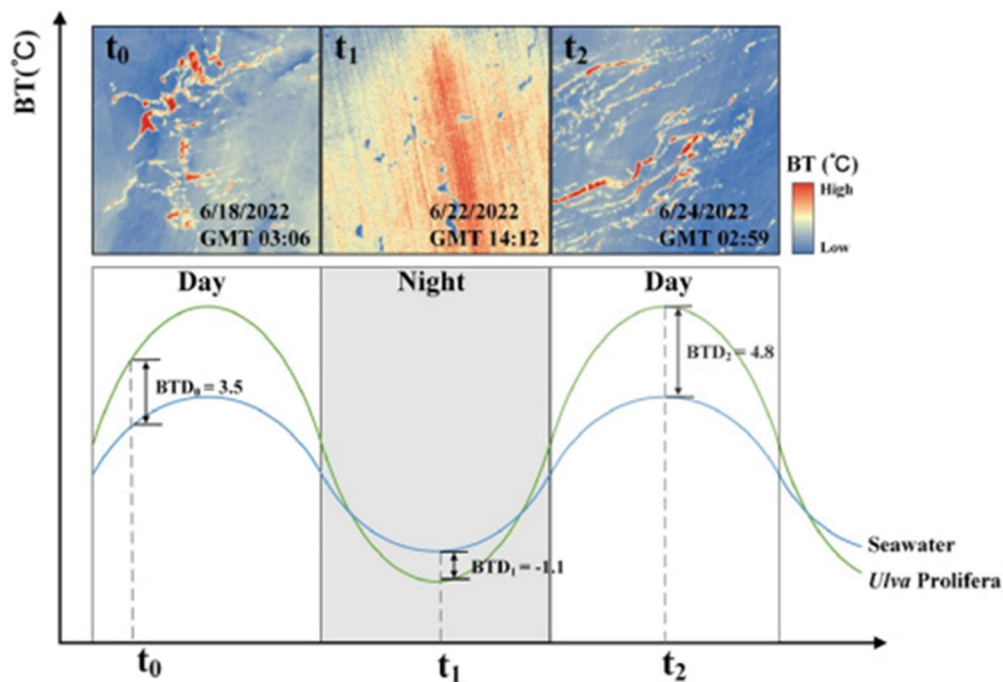 BT(℃)
t0
6/18/2022
GMT 03:06
t1
6/22/2022
GMT 14:12
t2
6/24/2022
GMT 02:59
BT (℃)
High
Low
Day
Night
Day
BTD0 = 3.5
BTD1 = -1.1
BTD2 = 4.8
Seawater
Ulva Prolifera
t0
t1
t2